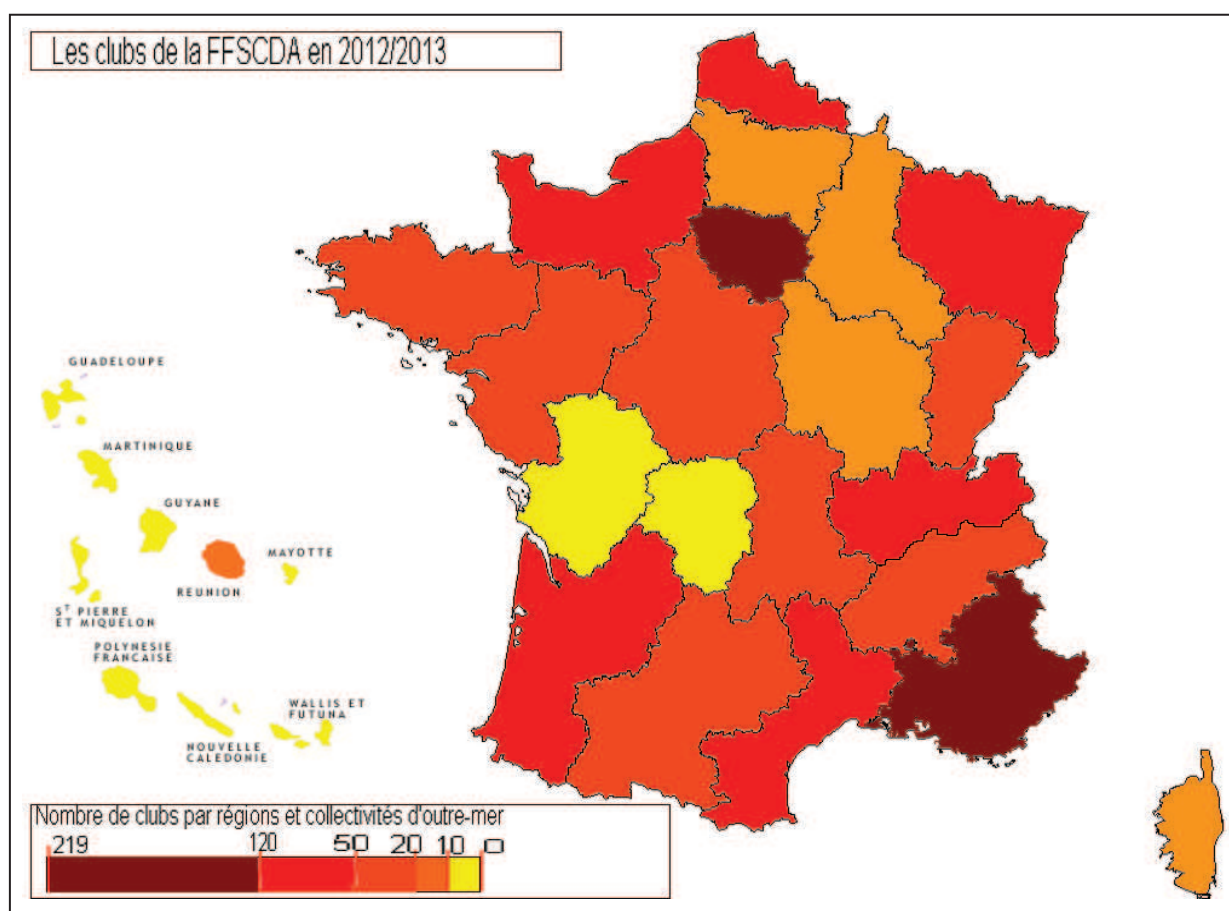 Les clubs de la FFSCDA en 2012/2013
GUADELOUPE
MARTINIQUE
GUYANE
MAYOTTE
REUNION
ST PIERRE
ET MIQUELON
POLYNESIE
FRANCAISE
WALLIS ET
FUTUNA
NOUVELLE
CALEDONIE
Nombre de clubs par régions et collectivités d'outre-mer
219 120 50 20 10 0